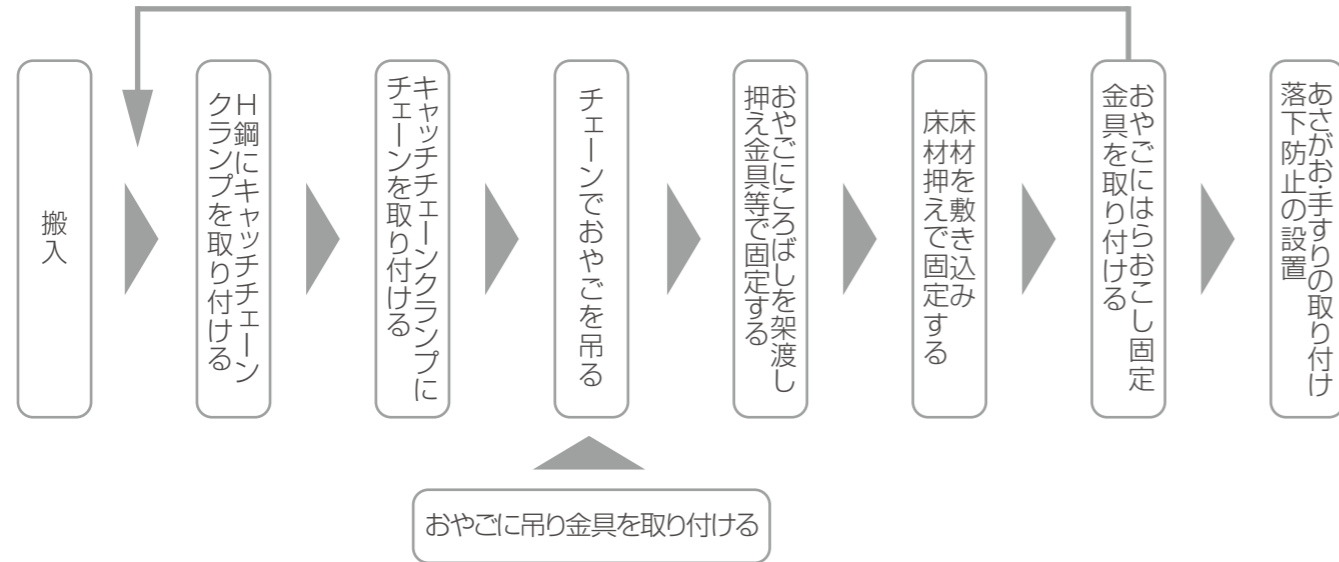 搬入
H鋼にキャッチチェーン
クランプを取り付ける
キャッチチェーンクランプに
チェーンを取り付ける
チェーンでおやごを吊る
おやごにころばしを架渡し
押え金具等で固定する
床材を敷き込み
床材押えで固定する
おやごにはらおこし固定
金具を取り付ける
あさがお・手すりの取り付け
落下防止の設置
おやごに吊り金具を取り付ける